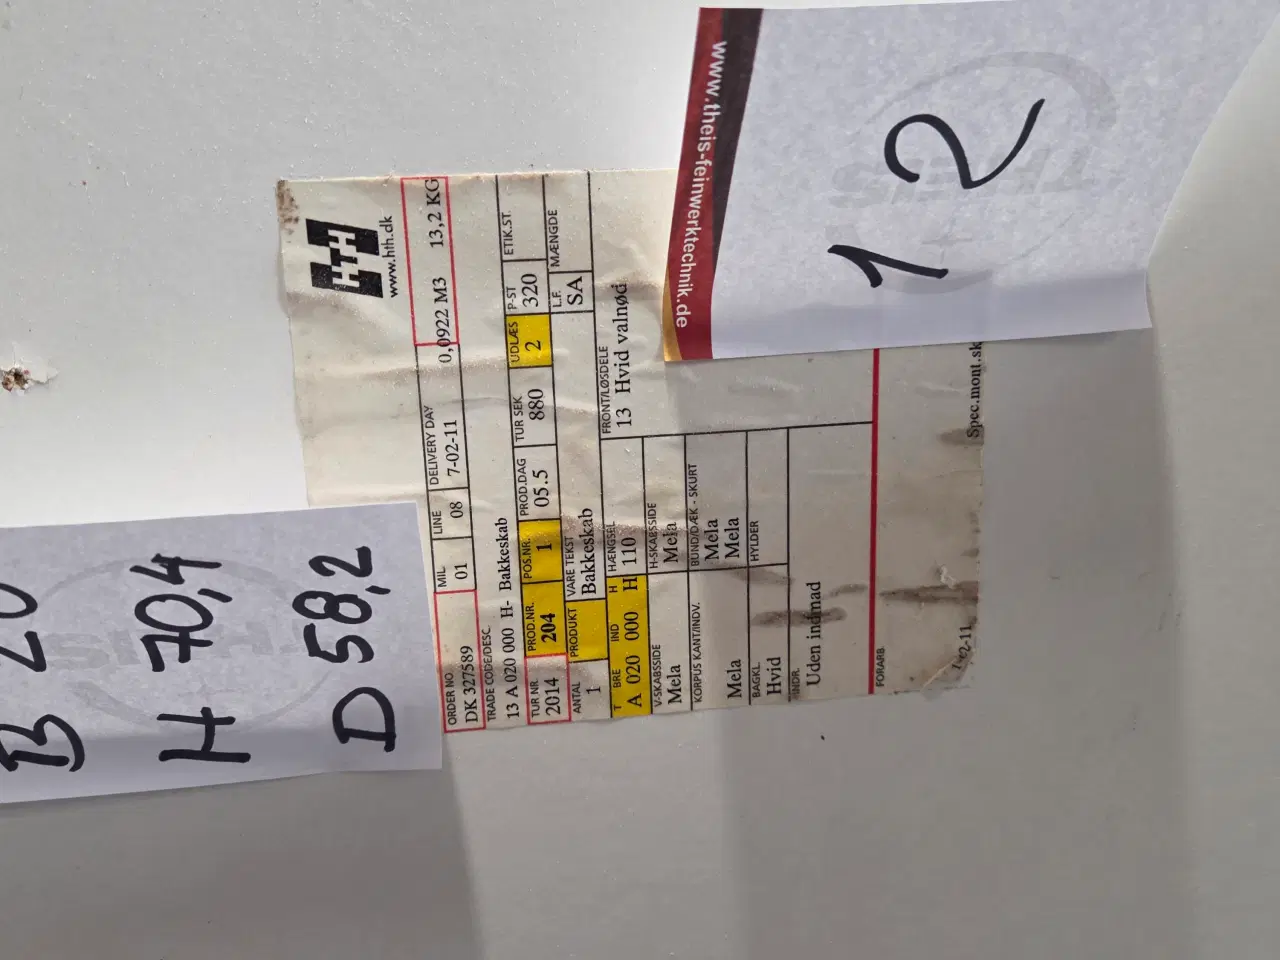 B 20
H 70,4
D 58,2
HTH
www.hth.dk
ORDER NO. MIL LINE DELIVERY DAY
DK 327589 01 08 7-02-11 0,0922 M3 13,2 KG
TRADE CODE/DESC.
13 A 020 000 H- Bakkeskab
TUR NR. PROD.NR. POS.NR. PROD.DAG TUR SEK UDLÆS P-ST ETIK.ST.
2014 204 1 05.5 880 2 320
ANTAL PRODUKT VARE TEKST L.F. MÆNGDE
1 Bakkeskab SA
T BRE IND H HÆNGSEL FRONT/LØSDELE
A 020 000 H 110 13 Hvid valnød
V-SKABSSIDE H-SKABSSIDE
Mela Mela
KORPUS KANT/INDV. BUND/DÆK - SKURT
Mela
Mela Mela
BAGKL. HYLDER
Hvid
INDR.
Uden indmad
FORARB.
Spec.mont.sk
www.theis-feinwerktechnik.de
THEIS
12